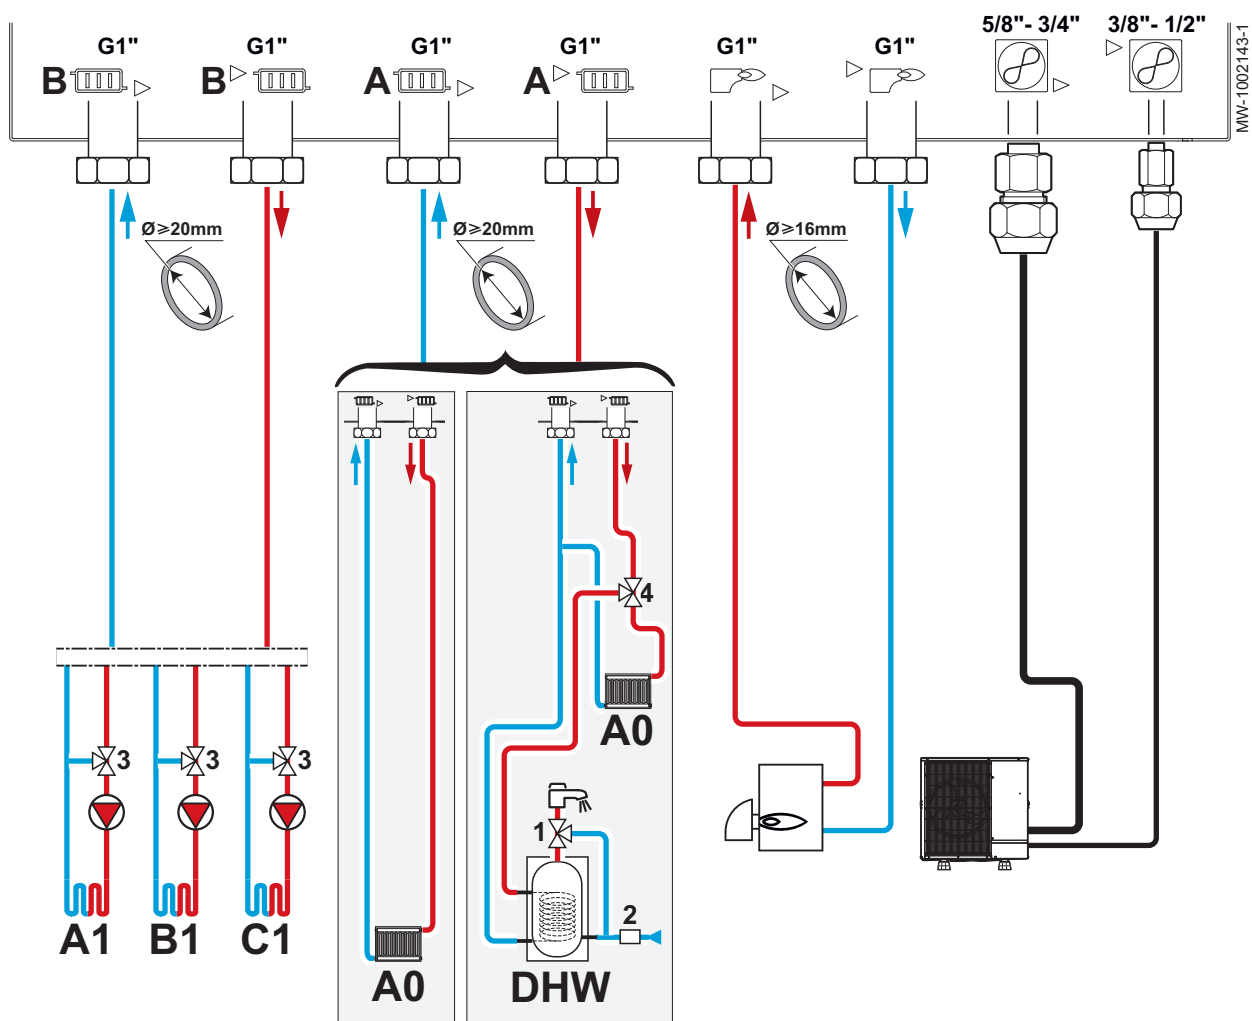 5/8"- 3/4" 3/8"- 1/2"
G1" G1" G1" G1" G1" G1"
B B A A
MW-1002143-1
Ø≥20mm Ø≥20mm Ø≥16mm
4
A0
3 3 3
1
2
A1 B1 C1
A0 DHW